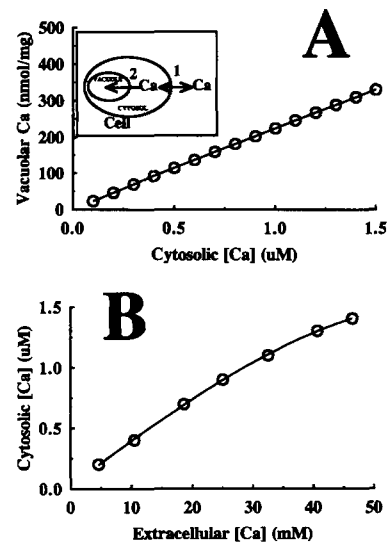 A
500
400
300
200
100
0
Vacuolar Ca (nmol/mg)
VACUOLE
2
1
Ca
Ca
CYTOSOL
Cell
0.0
0.5
1.0
1.5
Cytosolic [Ca] (uM)
B
1.5
1.0
0.5
0.0
Cytosolic [Ca] (uM)
0
10
20
30
40
50
Extracellular [Ca] (mM)